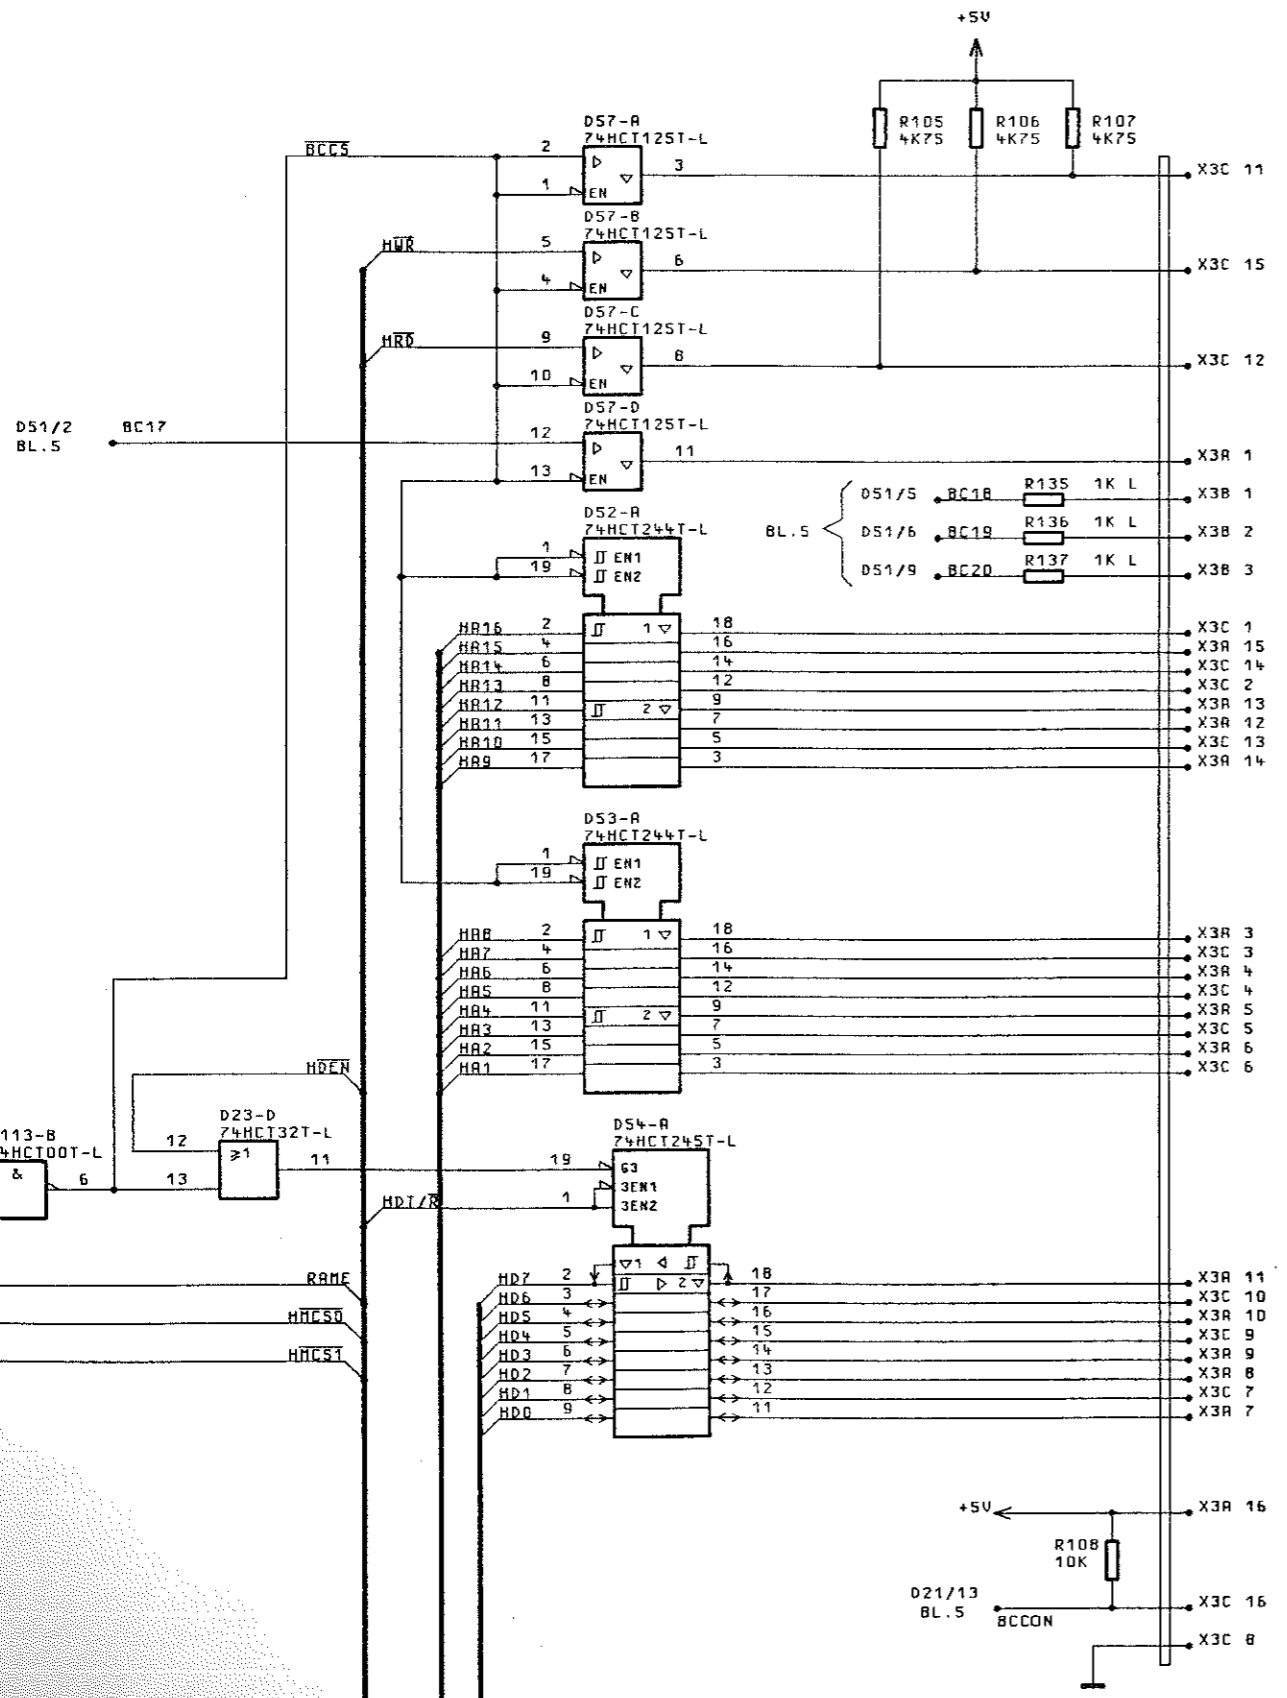 +5V
R105
4K75
R106
4K75
R107
4K75
D57-A
74HCT125T-L
BCCS
2
1
EN
3
X3C 11
D57-B
74HCT125T-L
HWR
5
4
EN
6
X3C 15
D57-C
74HCT125T-L
HRD
9
10
EN
8
X3C 12
D57-D
74HCT125T-L
D51/2
BL.5
BC17
12
13
EN
11
X3A 1
BL.5
D51/5 BC18 R135 1K L X3B 1
D51/6 BC19 R136 1K L X3B 2
D51/9 BC20 R137 1K L X3B 3
D52-A
74HCT244T-L
1 EN1
19 EN2
HA16 2 1 18 X3C 1
HA15 4 16 X3A 15
HA14 6 14 X3C 14
HA13 8 12 X3C 2
HA12 11 2 9 X3A 13
HA11 13 7 X3A 12
HA10 15 5 X3C 13
HA9 17 3 X3A 14
D53-A
74HCT244T-L
1 EN1
19 EN2
HA8 2 1 18 X3A 3
HA7 4 16 X3C 3
HA6 6 14 X3A 4
HA5 8 12 X3C 4
HA4 11 2 9 X3A 5
HA3 13 7 X3C 5
HA2 15 5 X3A 6
HA1 17 3 X3C 6
HDEN
D23-D
74HCT32T-L
12
13
≥1
11
113-B
4HCT00T-L
&
6
D54-A
74HCT245T-L
19 G3
3EN1
HDT/R 1 3EN2
1
HD7 2 2 18 X3A 11
HD6 3 17 X3C 10
HD5 4 16 X3A 10
HD4 5 15 X3C 9
HD3 6 14 X3A 9
HD2 7 13 X3A 8
HD1 8 12 X3C 7
HD0 9 11 X3A 7
RAME
HMCS0
HMCS1
+5V
X3A 16
R108
10K
D21/13
BL.5
BCCON
X3C 16
X3C 8